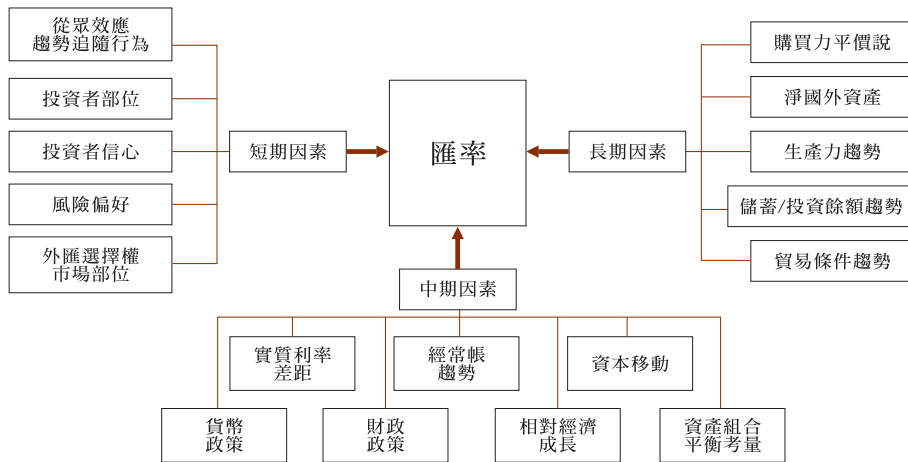 從眾效應
趨勢追隨行為
投資者部位
投資者信心
風險偏好
外匯選擇權
市場部位
短期因素
匯率
長期因素
購買力平價說
淨國外資產
生產力趨勢
儲蓄/投資餘額趨勢
貿易條件趨勢
中期因素
實質利率
差距
經常帳
趨勢
資本移動
貨幣
政策
財政
政策
相對經濟
成長
資產組合
平衡考量